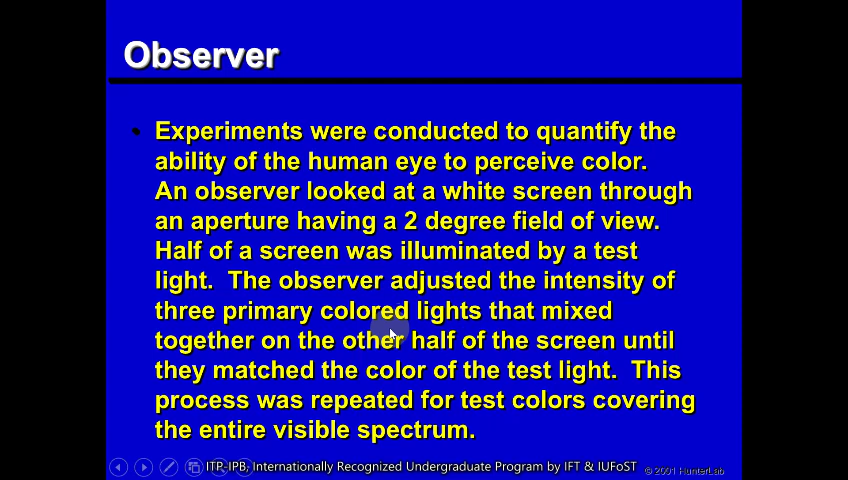 Observer
• Experiments were conducted to quantify the
ability of the human eye to perceive color.
An observer looked at a white screen through
an aperture having a 2 degree field of view.
Half of a screen was illuminated by a test
light.  The observer adjusted the intensity of
three primary colored lights that mixed
together on the other half of the screen until
they matched the color of the test light.  This
process was repeated for test colors covering
the entire visible spectrum.
ITP-IPB, Internationally Recognized Undergraduate Program by IFT & IUFoST
© 2001 HunterLab